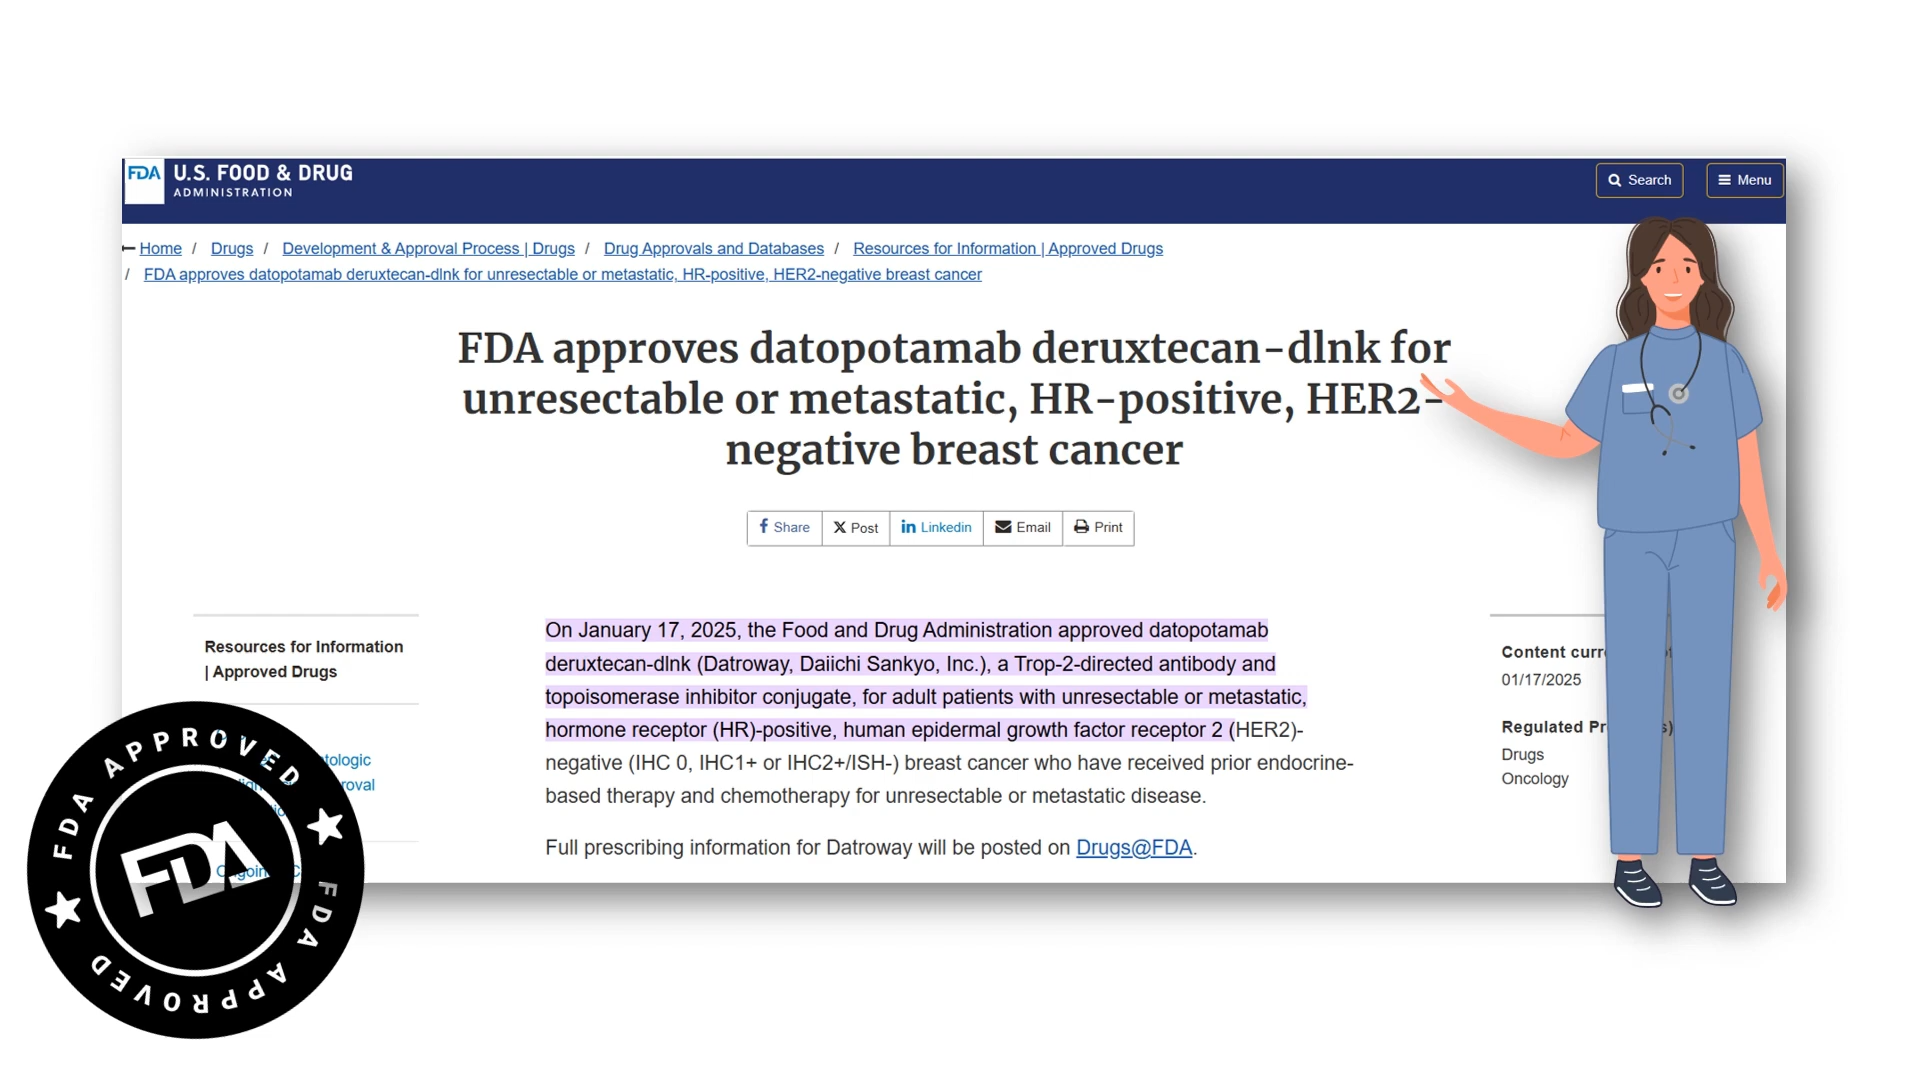 FDA U.S. FOOD & DRUG
ADMINISTRATION
Search
Menu
Home / Drugs / Development & Approval Process | Drugs / Drug Approvals and Databases / Resources for Information | Approved Drugs
/ FDA approves datopotamab deruxtecan-dlnk for unresectable or metastatic, HR-positive, HER2-negative breast cancer
FDA approves datopotamab deruxtecan-dlnk for
unresectable or metastatic, HR-positive, HER2-
negative breast cancer
Share
Post
Linkedin
Email
Print
Resources for Information
| Approved Drugs
On January 17, 2025, the Food and Drug Administration approved datopotamab
deruxtecan-dlnk (Datroway, Daiichi Sankyo, Inc.), a Trop-2-directed antibody and
topoisomerase inhibitor conjugate, for adult patients with unresectable or metastatic,
hormone receptor (HR)-positive, human epidermal growth factor receptor 2 (HER2)-
negative (IHC 0, IHC1+ or IHC2+/ISH-) breast cancer who have received prior endocrine-
based therapy and chemotherapy for unresectable or metastatic disease.
Full prescribing information for Datroway will be posted on Drugs@FDA.
Content
01/17/2025
Regulated
Drugs
Oncology
FDA APPROVED
FDA
FDA APPROVED